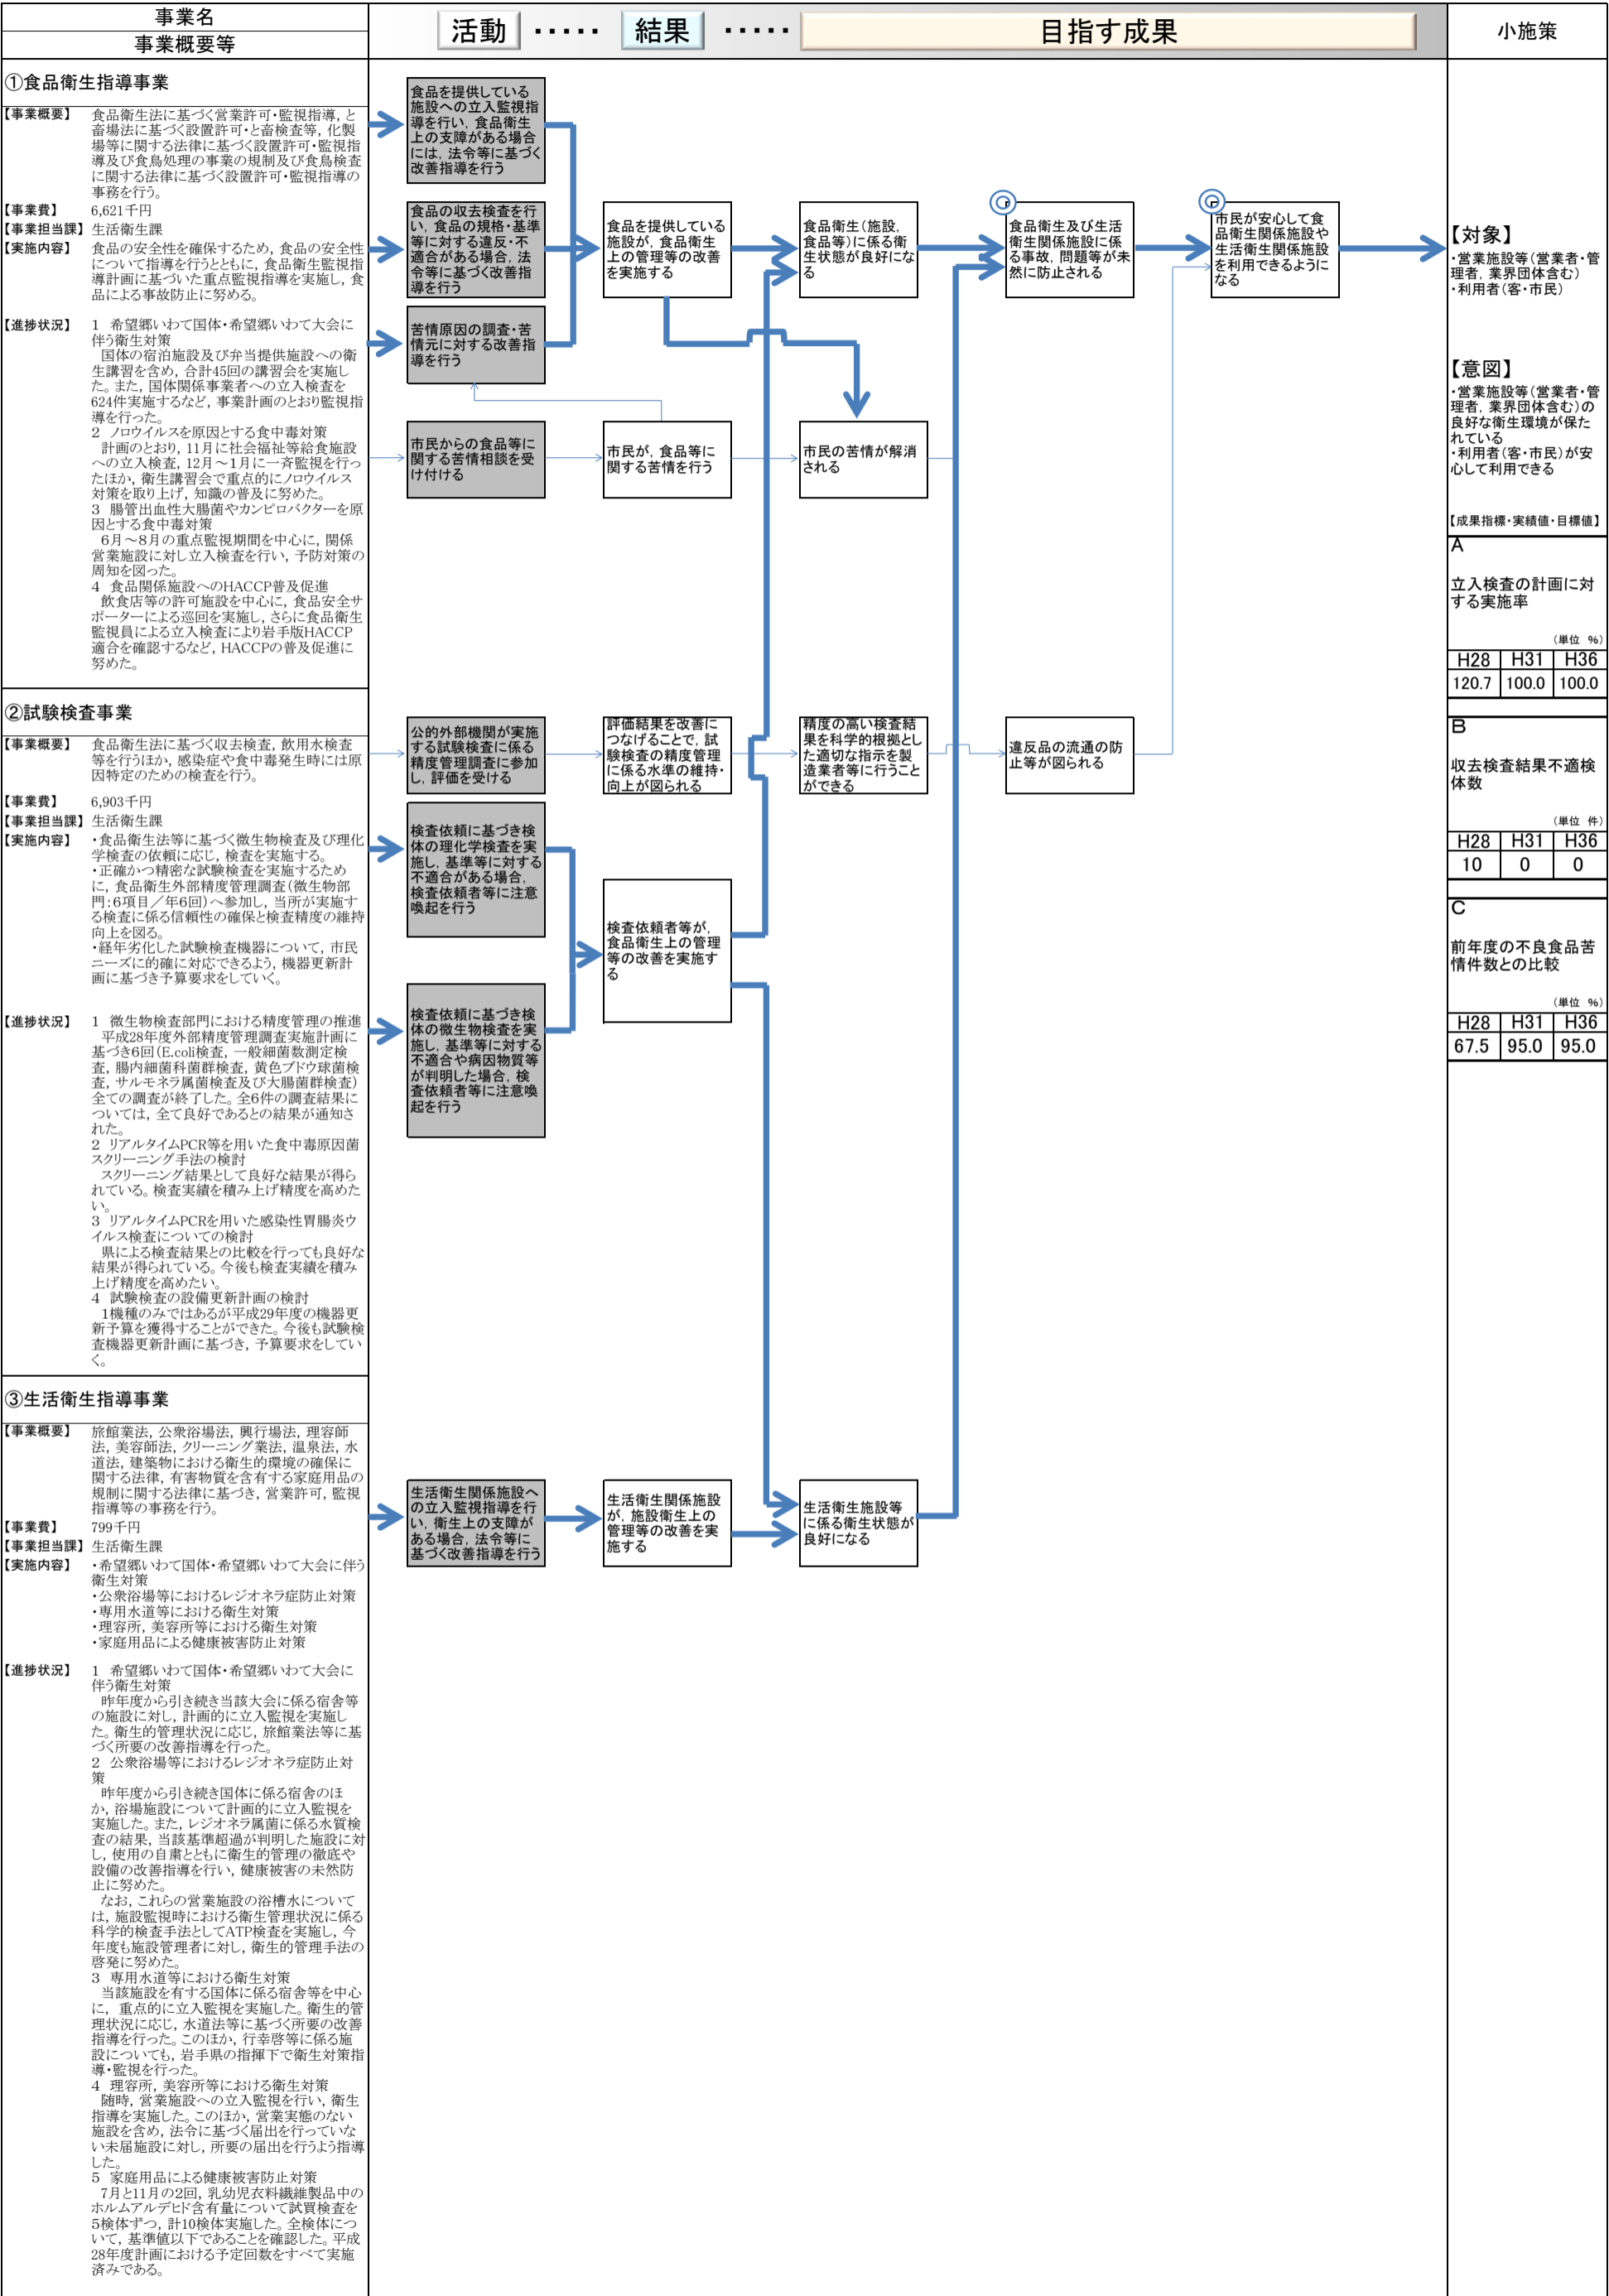 事業名
事業概要等
活動 ‥‥‥ 結果 ‥‥‥ 目指す成果
小施策
①食品衛生指導事業
【事業概要】
食品衛生法に基づく営業許可・監視指導，と
畜場法に基づく設置許可・と畜検査等，化製
場等に関する法律に基づく設置許可・監視指
導及び食鳥処理の事業の規制及び食鳥検査
に関する法律に基づく設置許可・監視指導の
事務を行う。
【事業費】 6,621千円
【事業担当課】 生活衛生課
【実施内容】
食品の安全性を確保するため，食品の安全性
について指導を行うとともに，食品衛生監視指
導計画に基づいた重点監視指導を実施し，食
品による事故防止に努める。
【進捗状況】
1 希望郷いわて国体・希望郷いわて大会に
伴う衛生対策
国体の宿泊施設及び弁当提供施設への衛
生講習を含め，合計45回の講習会を実施し
た。また，国体関係事業者への立入検査を
624件実施するなど，事業計画のとおり監視指
導を行った。
2 ノロウイルスを原因とする食中毒対策
計画のとおり，11月に社会福祉等給食施設
への立入検査，12月～1月に一斉監視を行っ
たほか，衛生講習会で重点的にノロウイルス
対策を取り上げ，知識の普及に努めた。
3 腸管出血性大腸菌やカンピロバクターを原
因とする食中毒対策
6月～8月の重点監視期間を中心に，関係
営業施設に対し立入検査を行い，予防対策の
周知を図った。
4 食品関係施設へのHACCP普及促進
飲食店等の許可施設を中心に，食品安全サ
ポーターによる巡回を実施し，さらに食品衛生
監視員による立入検査により岩手版HACCP
適合を確認するなど，HACCPの普及促進に
努めた。
食品を提供している
施設への立入監視指
導を行い，食品衛生
上の支障がある場合
には，法令等に基づく
改善指導を行う
食品の収去検査を行
い，食品の規格・基準
等に対する違反・不
適合がある場合，法
令等に基づく改善指
導を行う
苦情原因の調査・苦
情元に対する改善指
導を行う
市民からの食品等に
関する苦情相談を受
け付ける
食品を提供している
施設が，食品衛生
上の管理等の改善
を実施する
市民が，食品等に
関する苦情を行う
食品衛生（施設，
食品等）に係る衛
生状態が良好にな
る
市民の苦情が解消
される
◎
食品衛生及び生活
衛生関係施設に係
る事故，問題等が未
然に防止される
◎
市民が安心して食
品衛生関係施設や
生活衛生関係施設
を利用できるように
なる
②試験検査事業
【事業概要】
食品衛生法に基づく収去検査，飲用水検査
等を行うほか，感染症や食中毒発生時には原
因特定のための検査を行う。
【事業費】 6,903千円
【事業担当課】 生活衛生課
【実施内容】
・食品衛生法等に基づく微生物検査及び理化
学検査の依頼に応じ，検査を実施する。
・正確かつ精密な試験検査を実施するため
に，食品衛生外部精度管理調査（微生物部
門：6項目／年6回）へ参加し，当所が実施す
る検査に係る信頼性の確保と検査精度の維持
向上を図る。
・経年劣化した試験検査機器について，市民
ニーズに的確に対応できるよう，機器更新計
画に基づき予算要求をしていく。
【進捗状況】
1 微生物検査部門における精度管理の推進
平成28年度外部精度管理調査実施計画に
基づき6回（E.coli検査，一般細菌数測定検
査，腸内細菌科菌群検査，黄色ブドウ球菌検
査，サルモネラ属菌検査及び大腸菌群検査）
全ての調査が終了した。全6件の調査結果に
ついては，全て良好であるとの結果が通知さ
れた。
2 リアルタイムPCR等を用いた食中毒原因菌
スクリーニング手法の検討
スクリーニング結果として良好な結果が得ら
れている。検査実績を積み上げ精度を高めた
い。
3 リアルタイムPCRを用いた感染性胃腸炎ウ
イルス検査についての検討
県による検査結果との比較を行っても良好な
結果が得られている。今後も検査実績を積み
上げ精度を高めたい。
4 試験検査の設備更新計画の検討
1機種のみではあるが平成29年度の機器更
新予算を獲得することができた。今後も試験検
査機器更新計画に基づき，予算要求をしてい
く。
公的外部機関が実施
する試験検査に係る
精度管理調査に参加
し，評価を受ける
検査依頼に基づき検
体の理化学検査を実
施し，基準等に対する
不適合がある場合，
検査依頼者等に注意
喚起を行う
検査依頼に基づき検
体の微生物検査を実
施し，基準等に対する
不適合や病因物質等
が判明した場合，検
査依頼者等に注意喚
起を行う
評価結果を改善に
つなげることで，試
験検査の精度管理
に係る水準の維持・
向上が図られる
検査依頼者等が，
食品衛生上の管理
等の改善を実施す
る
精度の高い検査結
果を科学的根拠とし
た適切な指示を製
造業者等に行うこと
ができる
違反品の流通の防
止等が図られる
③生活衛生指導事業
【事業概要】
旅館業法，公衆浴場法，興行場法，理容師
法，美容師法，クリーニング業法，温泉法，水
道法，建築物における衛生的環境の確保に
関する法律，有害物質を含有する家庭用品の
規制に関する法律に基づき，営業許可，監視
指導等の事務を行う。
【事業費】 799千円
【事業担当課】 生活衛生課
【実施内容】
・希望郷いわて国体・希望郷いわて大会に伴う
衛生対策
・公衆浴場等におけるレジオネラ症防止対策
・専用水道等における衛生対策
・理容所，美容所等における衛生対策
・家庭用品による健康被害防止対策
【進捗状況】
1 希望郷いわて国体・希望郷いわて大会に
伴う衛生対策
昨年度から引き続き当該大会に係る宿舎等
の施設に対し，計画的に立入監視を実施し
た。衛生的管理状況に応じ，旅館業法等に基
づく所要の改善指導を行った。
2 公衆浴場等におけるレジオネラ症防止対
策
昨年度から引き続き国体に係る宿舎のほ
か，浴場施設について計画的に立入監視を
実施した。また，レジオネラ属菌に係る水質検
査の結果，当該基準超過が判明した施設に対
し，使用の自粛とともに衛生的管理の徹底や
設備の改善指導を行い，健康被害の未然防
止に努めた。
なお，これらの営業施設の浴槽水について
は，施設監視時における衛生管理状況に係る
科学的検査手法としてATP検査を実施し，今
年度も施設管理者に対し，衛生的管理手法の
啓発に努めた。
3 専用水道等における衛生対策
当該施設を有する国体に係る宿舎等を中心
に，重点的に立入監視を実施した。衛生的管
理状況に応じ，水道法等に基づく所要の改善
指導を行った。このほか，行幸啓等に係る施
設についても，岩手県の指揮下で衛生対策指
導・監視を行った。
4 理容所，美容所等における衛生対策
随時，営業施設への立入監視を行い，衛生
指導を実施した。このほか，営業実態のない
施設を含め，法令に基づく届出を行っていな
い未届施設に対し，所要の届出を行うよう指導
した。
5 家庭用品による健康被害防止対策
7月と11月の2回，乳幼児衣料繊維製品中の
ホルムアルデヒド含有量について試買検査を
5検体ずつ，計10検体実施した。全検体につ
いて，基準値以下であることを確認した。平成
28年度計画における予定回数をすべて実施
済みである。
生活衛生関係施設へ
の立入監視指導を行
い，衛生上の支障が
ある場合，法令等に
基づく改善指導を行う
生活衛生関係施設
が，施設衛生上の
管理等の改善を実
施する
生活衛生施設等
に係る衛生状態が
良好になる
【対象】
・営業施設等（営業者・管
理者，業界団体含む）
・利用者（客・市民）
【意図】
・営業施設等（営業者・管
理者，業界団体含む）の
良好な衛生環境が保た
れている
・利用者（客・市民）が安
心して利用できる
【成果指標・実績値・目標値】
A
立入検査の計画に対
する実施率
（単位 %）
H28 H31 H36
120.7 100.0 100.0
B
収去検査結果不適検
体数
（単位 件）
H28 H31 H36
10 0 0
C
前年度の不良食品苦
情件数との比較
（単位 %）
H28 H31 H36
67.5 95.0 95.0